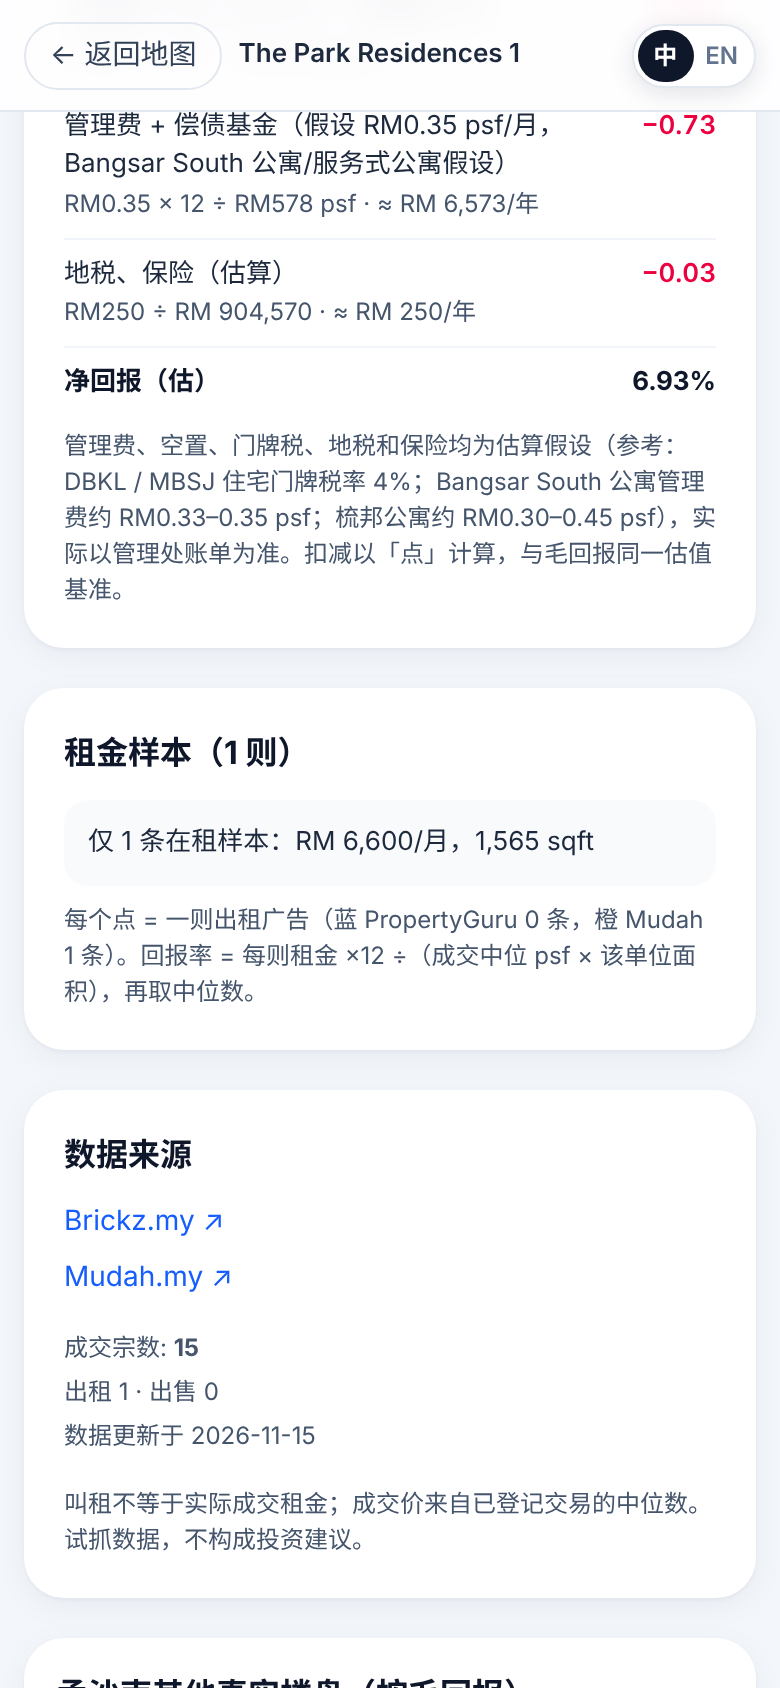 ← 返回地图
The Park Residences 1
中 EN
管理费 + 偿债基金（假设 RM0.35 psf/月， −0.73
Bangsar South 公寓/服务式公寓假设）
RM0.35 × 12 ÷ RM578 psf · ≈ RM 6,573/年
地税、保险（估算） −0.03
RM250 ÷ RM 904,570 · ≈ RM 250/年
净回报（估） 6.93%
管理费、空置、门牌税、地税和保险均为估算假设（参考：
DBKL / MBSJ 住宅门牌税率 4%；Bangsar South 公寓管理
费约 RM0.33–0.35 psf；梳邦公寓约 RM0.30–0.45 psf），实
际以管理处账单为准。扣减以「点」计算，与毛回报同一估值
基准。
租金样本（1 则）
仅 1 条在租样本：RM 6,600/月，1,565 sqft
每个点 = 一则出租广告（蓝 PropertyGuru 0 条，橙 Mudah
1 条）。回报率 = 每则租金 ×12 ÷（成交中位 psf × 该单位面
积），再取中位数。
数据来源
Brickz.my ↗
Mudah.my ↗
成交宗数: 15
出租 1 · 出售 0
数据更新于 2026-11-15
叫租不等于实际成交租金；成交价来自已登记交易的中位数。
试抓数据，不构成投资建议。